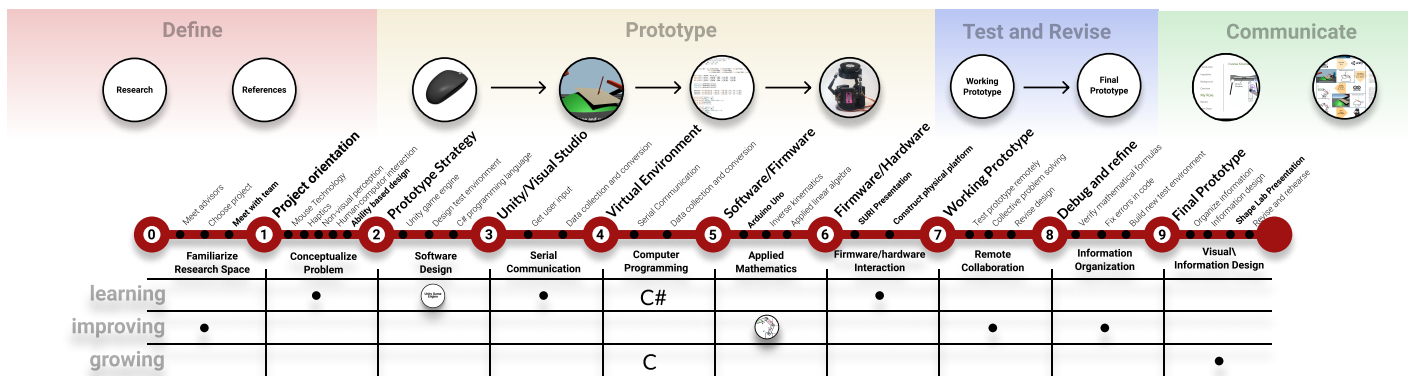 Define
Prototype
Test and Revise
Communicate
Research
References
Working
Prototype
Final
Prototype
Meet advisors
Choose project
Meet with team
Project orientation
Mouse Technology
Haptics
Non-visual perception
Human-computer interaction
Ability based design
Prototype Strategy
Unity game engine
Design test environment
C# programming language
Unity/Visual Studio
Get user input
Data collection and conversion
Virtual Environment
Serial Communication
Data collection and conversion
Software/Firmware
Arduino Uno
Inverse kinematics
Applied linear algebra
Firmware/Hardware
SURI Presentation
Construct physical platform
Working Prototype
Test prototype remotely
Collective problem solving
Revise design
Debug and refine
Verify mathematical formulas
Fix errors in code
Build new test environment
Final Prototype
Organize information
Information design
Shape Lab Presentation
Revise and rehearse
0 1 2 3 4 5 6 7 8 9
Familiarize
Research Space
Conceptualize
Problem
Software
Design
Serial
Communication
Computer
Programming
Applied
Mathematics
Firmware/hardware
Interaction
Remote
Collaboration
Information
Organization
Visual\
Information Design
learning
Unity Game
Engine
C#
improving
growing
C